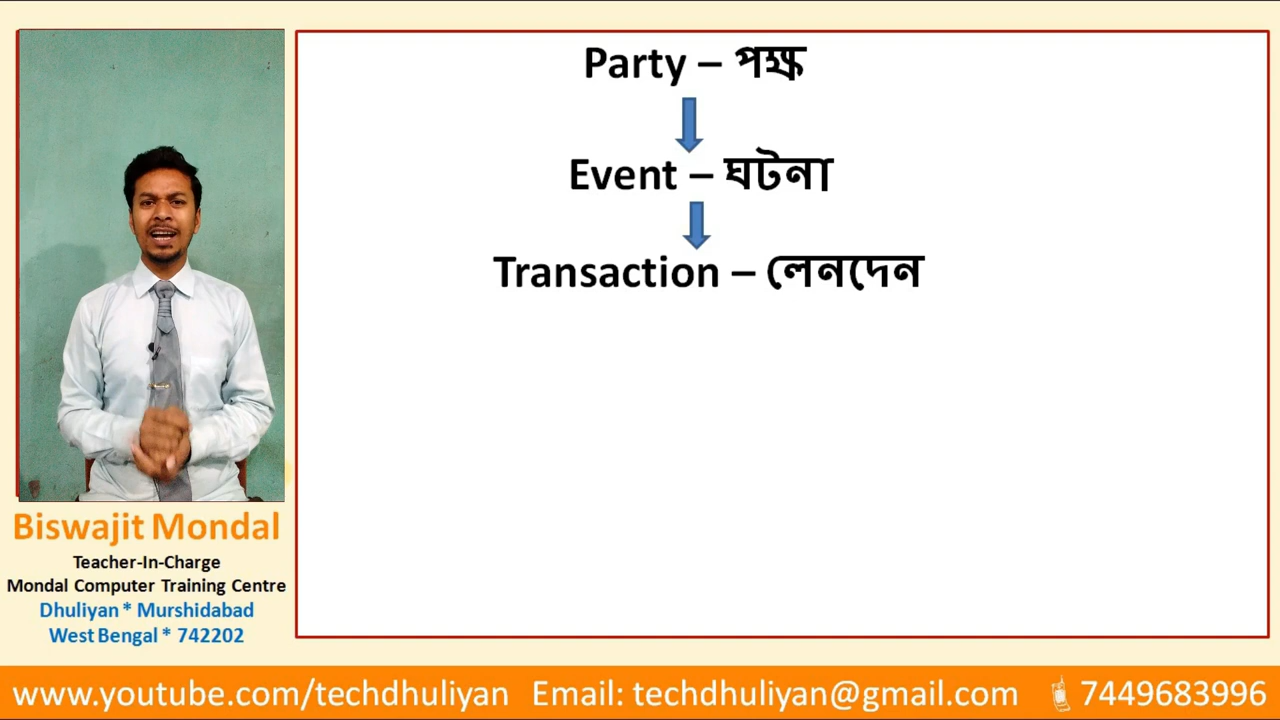 Party – পক্ষ
Event – ঘটনা
Transaction – লেনদেন
Biswajit Mondal
Teacher-In-Charge
Mondal Computer Training Centre
Dhuliyan * Murshidabad
West Bengal * 742202
www.youtube.com/techdhuliyan Email: techdhuliyan@gmail.com 7449683996